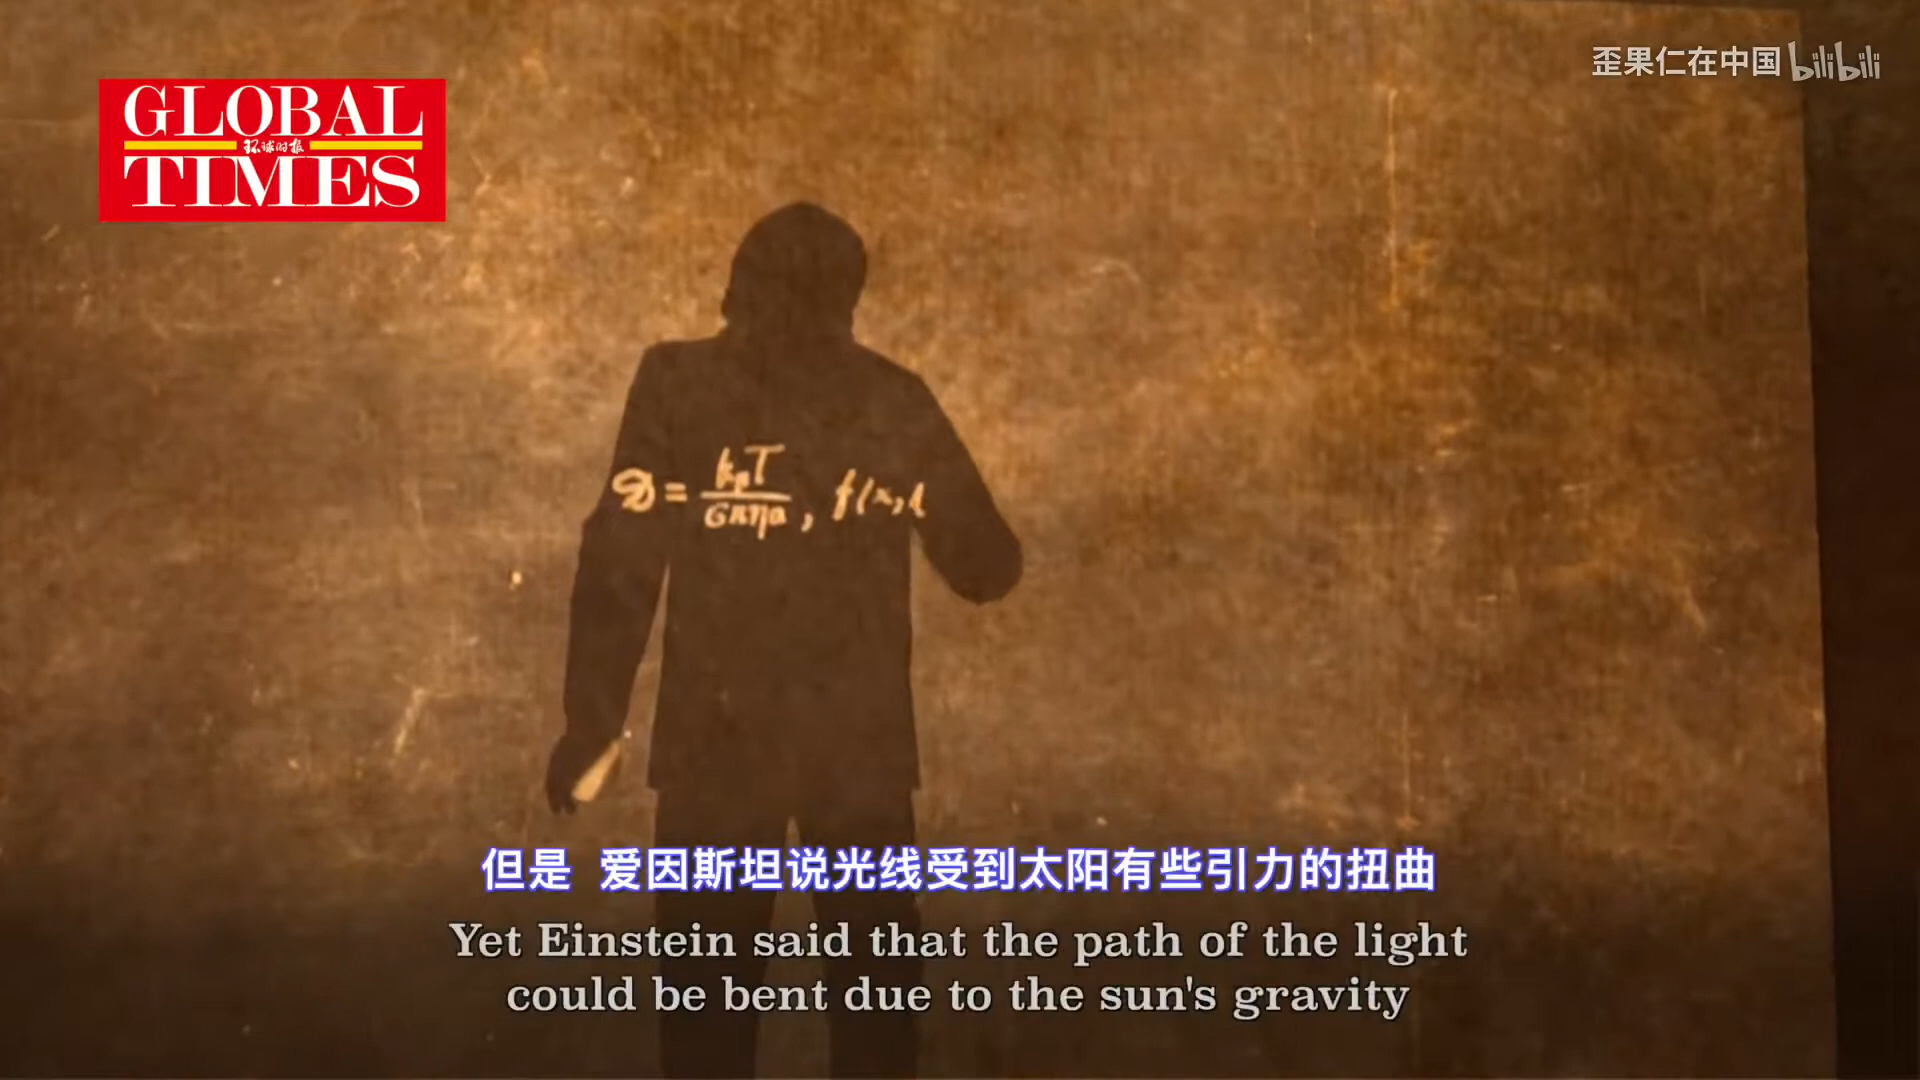 歪果仁在中国 bilibili
GLOBAL
环球时报
TIMES
D = k_BT / 6πηa , f(x,
但是 爱因斯坦说光线受到太阳有些引力的扭曲
Yet Einstein said that the path of the light
could be bent due to the sun's gravity